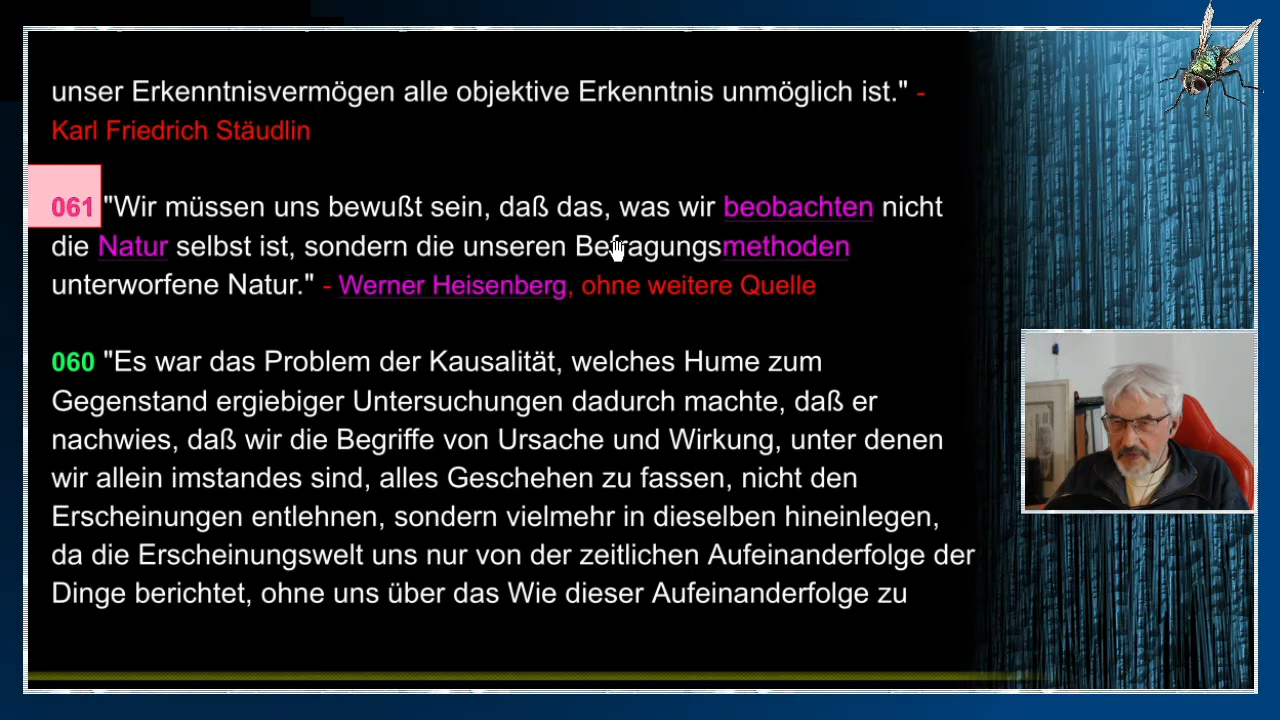 unser Erkenntnisvermögen alle objektive Erkenntnis unmöglich ist." -
Karl Friedrich Stäudlin
061 "Wir müssen uns bewußt sein, daß das, was wir beobachten nicht
die Natur selbst ist, sondern die unseren Befragungsmethoden
unterworfene Natur." - Werner Heisenberg, ohne weitere Quelle
060 "Es war das Problem der Kausalität, welches Hume zum
Gegenstand ergiebiger Untersuchungen dadurch machte, daß er
nachwies, daß wir die Begriffe von Ursache und Wirkung, unter denen
wir allein imstandes sind, alles Geschehen zu fassen, nicht den
Erscheinungen entlehnen, sondern vielmehr in dieselben hineinlegen,
da die Erscheinungswelt uns nur von der zeitlichen Aufeinanderfolge der
Dinge berichtet, ohne uns über das Wie dieser Aufeinanderfolge zu